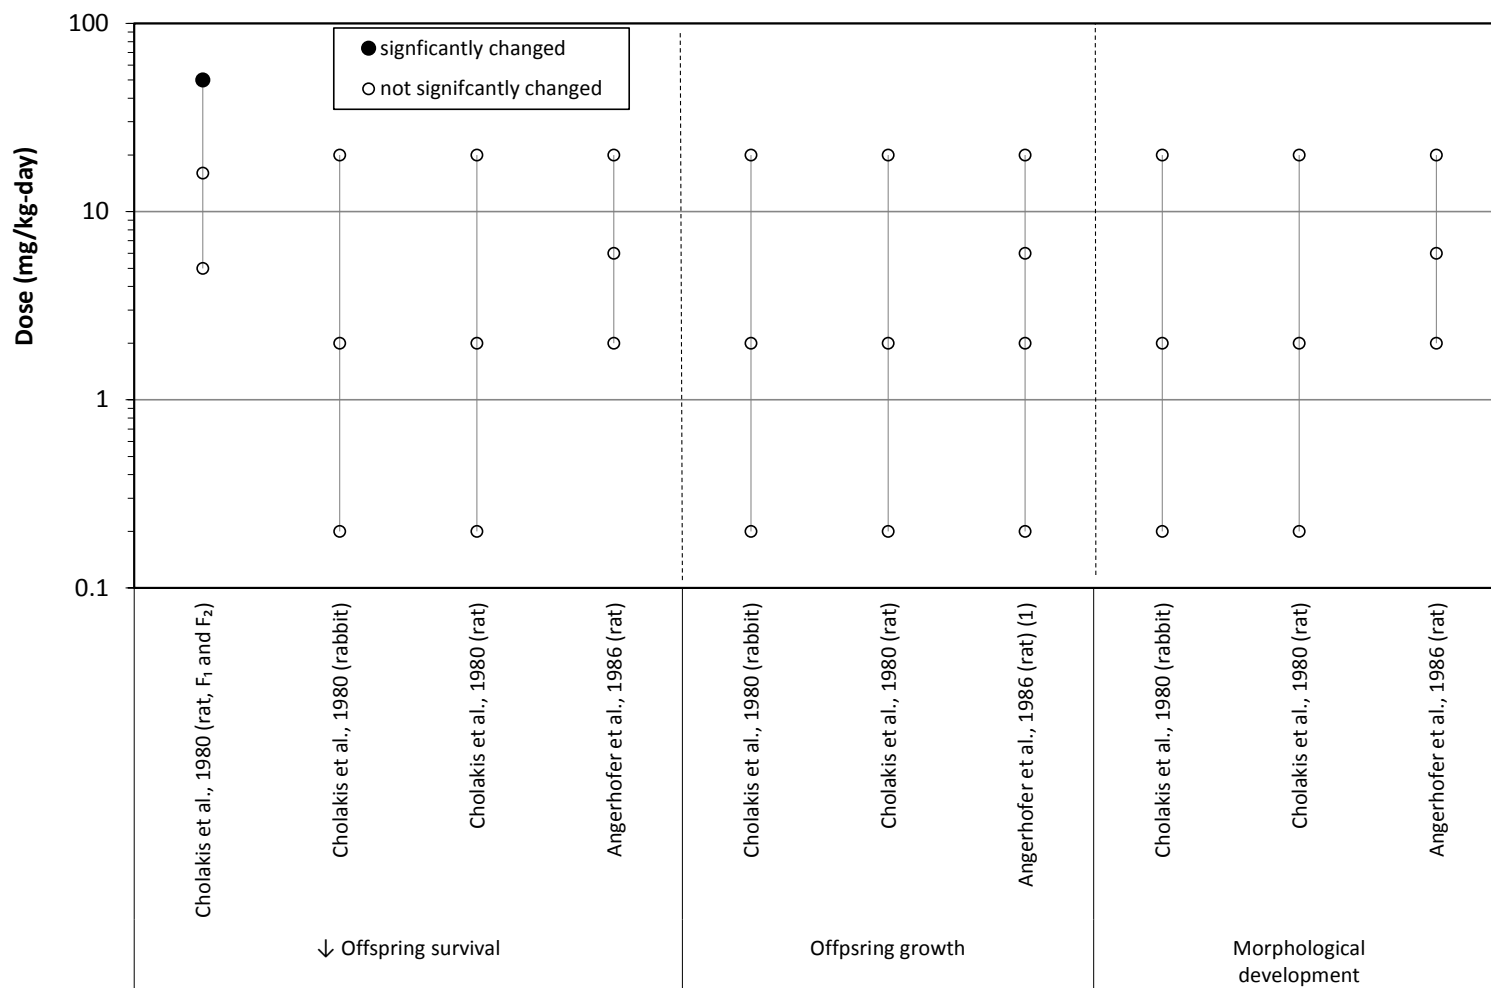 100
10
1
0.1
Dose (mg/kg-day)
signficantly changed
not signifcantly changed
Cholakis et al., 1980 (rat, F₁ and F₂)
Cholakis et al., 1980 (rabbit)
Cholakis et al., 1980 (rat)
Angerhofer et al., 1986 (rat)
Cholakis et al., 1980 (rabbit)
Cholakis et al., 1980 (rat)
Angerhofer et al., 1986 (rat) (1)
Cholakis et al., 1980 (rabbit)
Cholakis et al., 1980 (rat)
Angerhofer et al., 1986 (rat)
↓ Offspring survival
Offpsring growth
Morphological
development